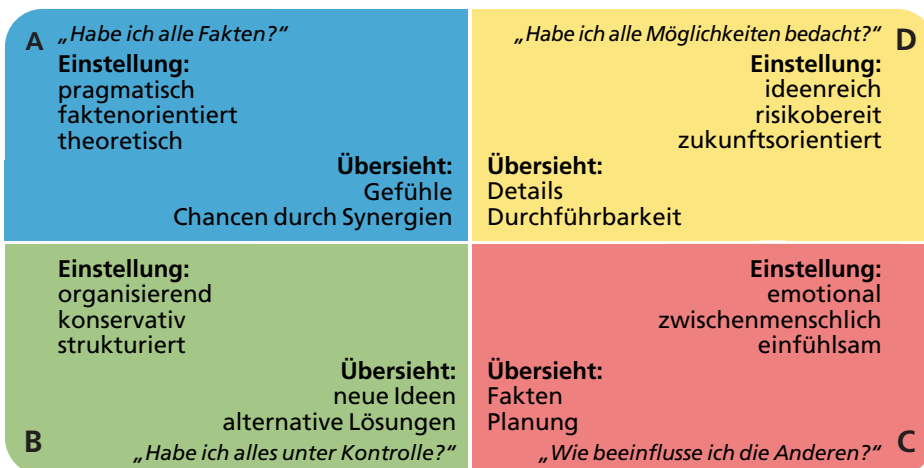 A „Habe ich alle Fakten?“
Einstellung:
pragmatisch
faktenorientiert
theoretisch
Übersieht:
Gefühle
Chancen durch Synergien
„Habe ich alle Möglichkeiten bedacht?“ D
Einstellung:
ideenreich
risikobereit
zukunftsorientiert
Übersieht:
Details
Durchführbarkeit
Einstellung:
organisierend
konservativ
strukturiert
Übersieht:
neue Ideen
alternative Lösungen
B „Habe ich alles unter Kontrolle?“
Einstellung:
emotional
zwischenmenschlich
einfühlsam
Übersieht:
Fakten
Planung
„Wie beeinflusse ich die Anderen?“ C